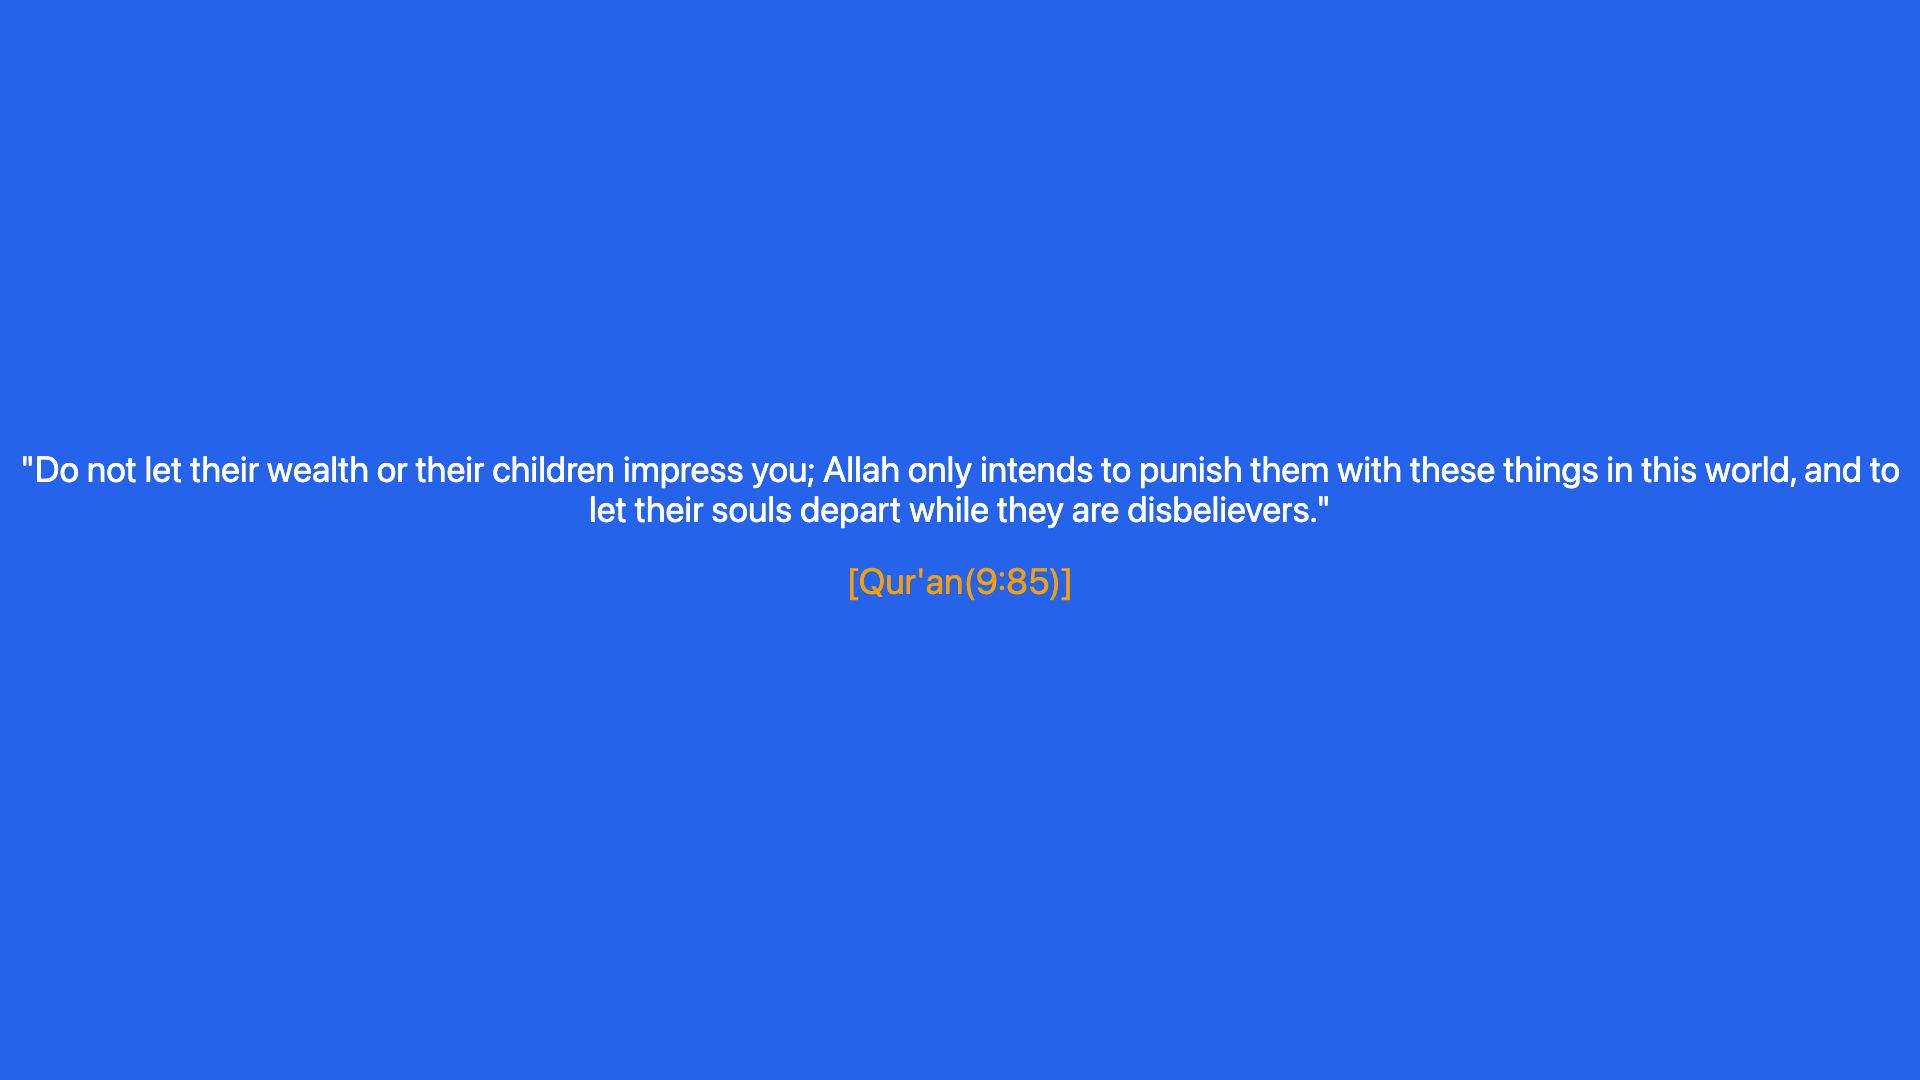 "Do not let their wealth or their children impress you; Allah only intends to punish them with these things in this world, and to
let their souls depart while they are disbelievers."
[Qur'an(9:85)]